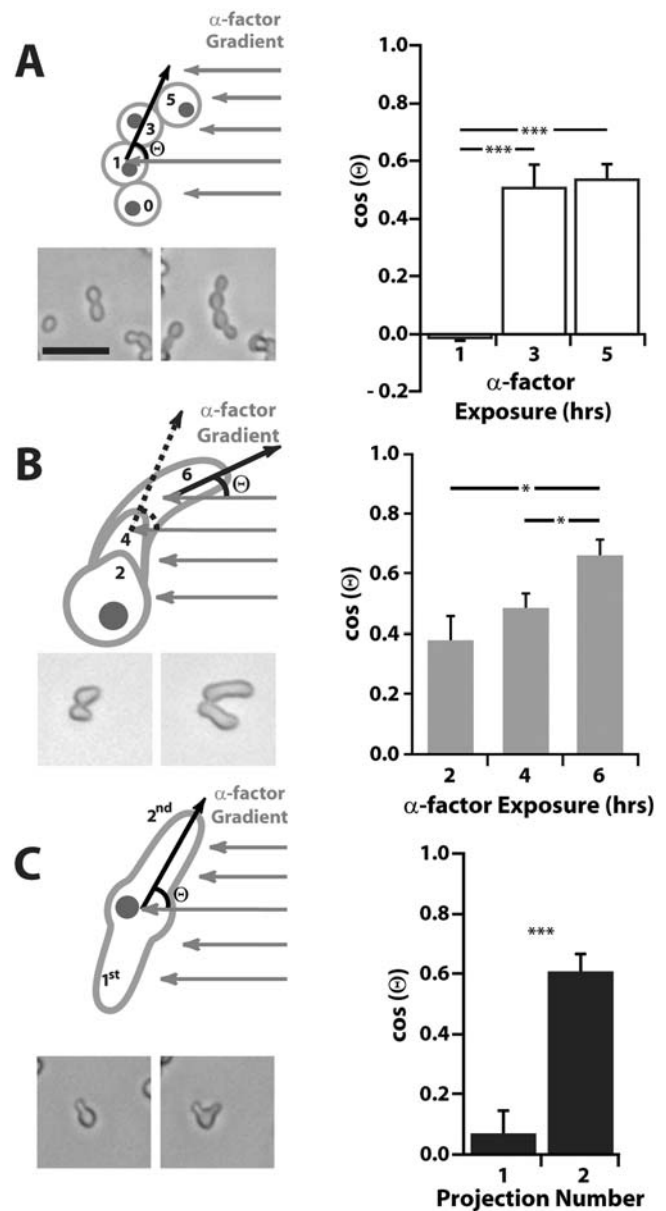 A
α-factor
Gradient
5
3
1
Θ
0
cos (Θ)
1.0
0.8
0.6
0.4
0.2
0.0
- 0.2
***
***
1 3 5
α-factor
Exposure (hrs)
B
α-factor
Gradient
6
Θ
4
2
cos (Θ)
1.0
0.8
0.6
0.4
0.2
0.0
*
*
2 4 6
α-factor Exposure (hrs)
C
α-factor
Gradient
2nd
Θ
1st
cos (Θ)
1.0
0.8
0.6
0.4
0.2
0.0
***
1 2
Projection Number